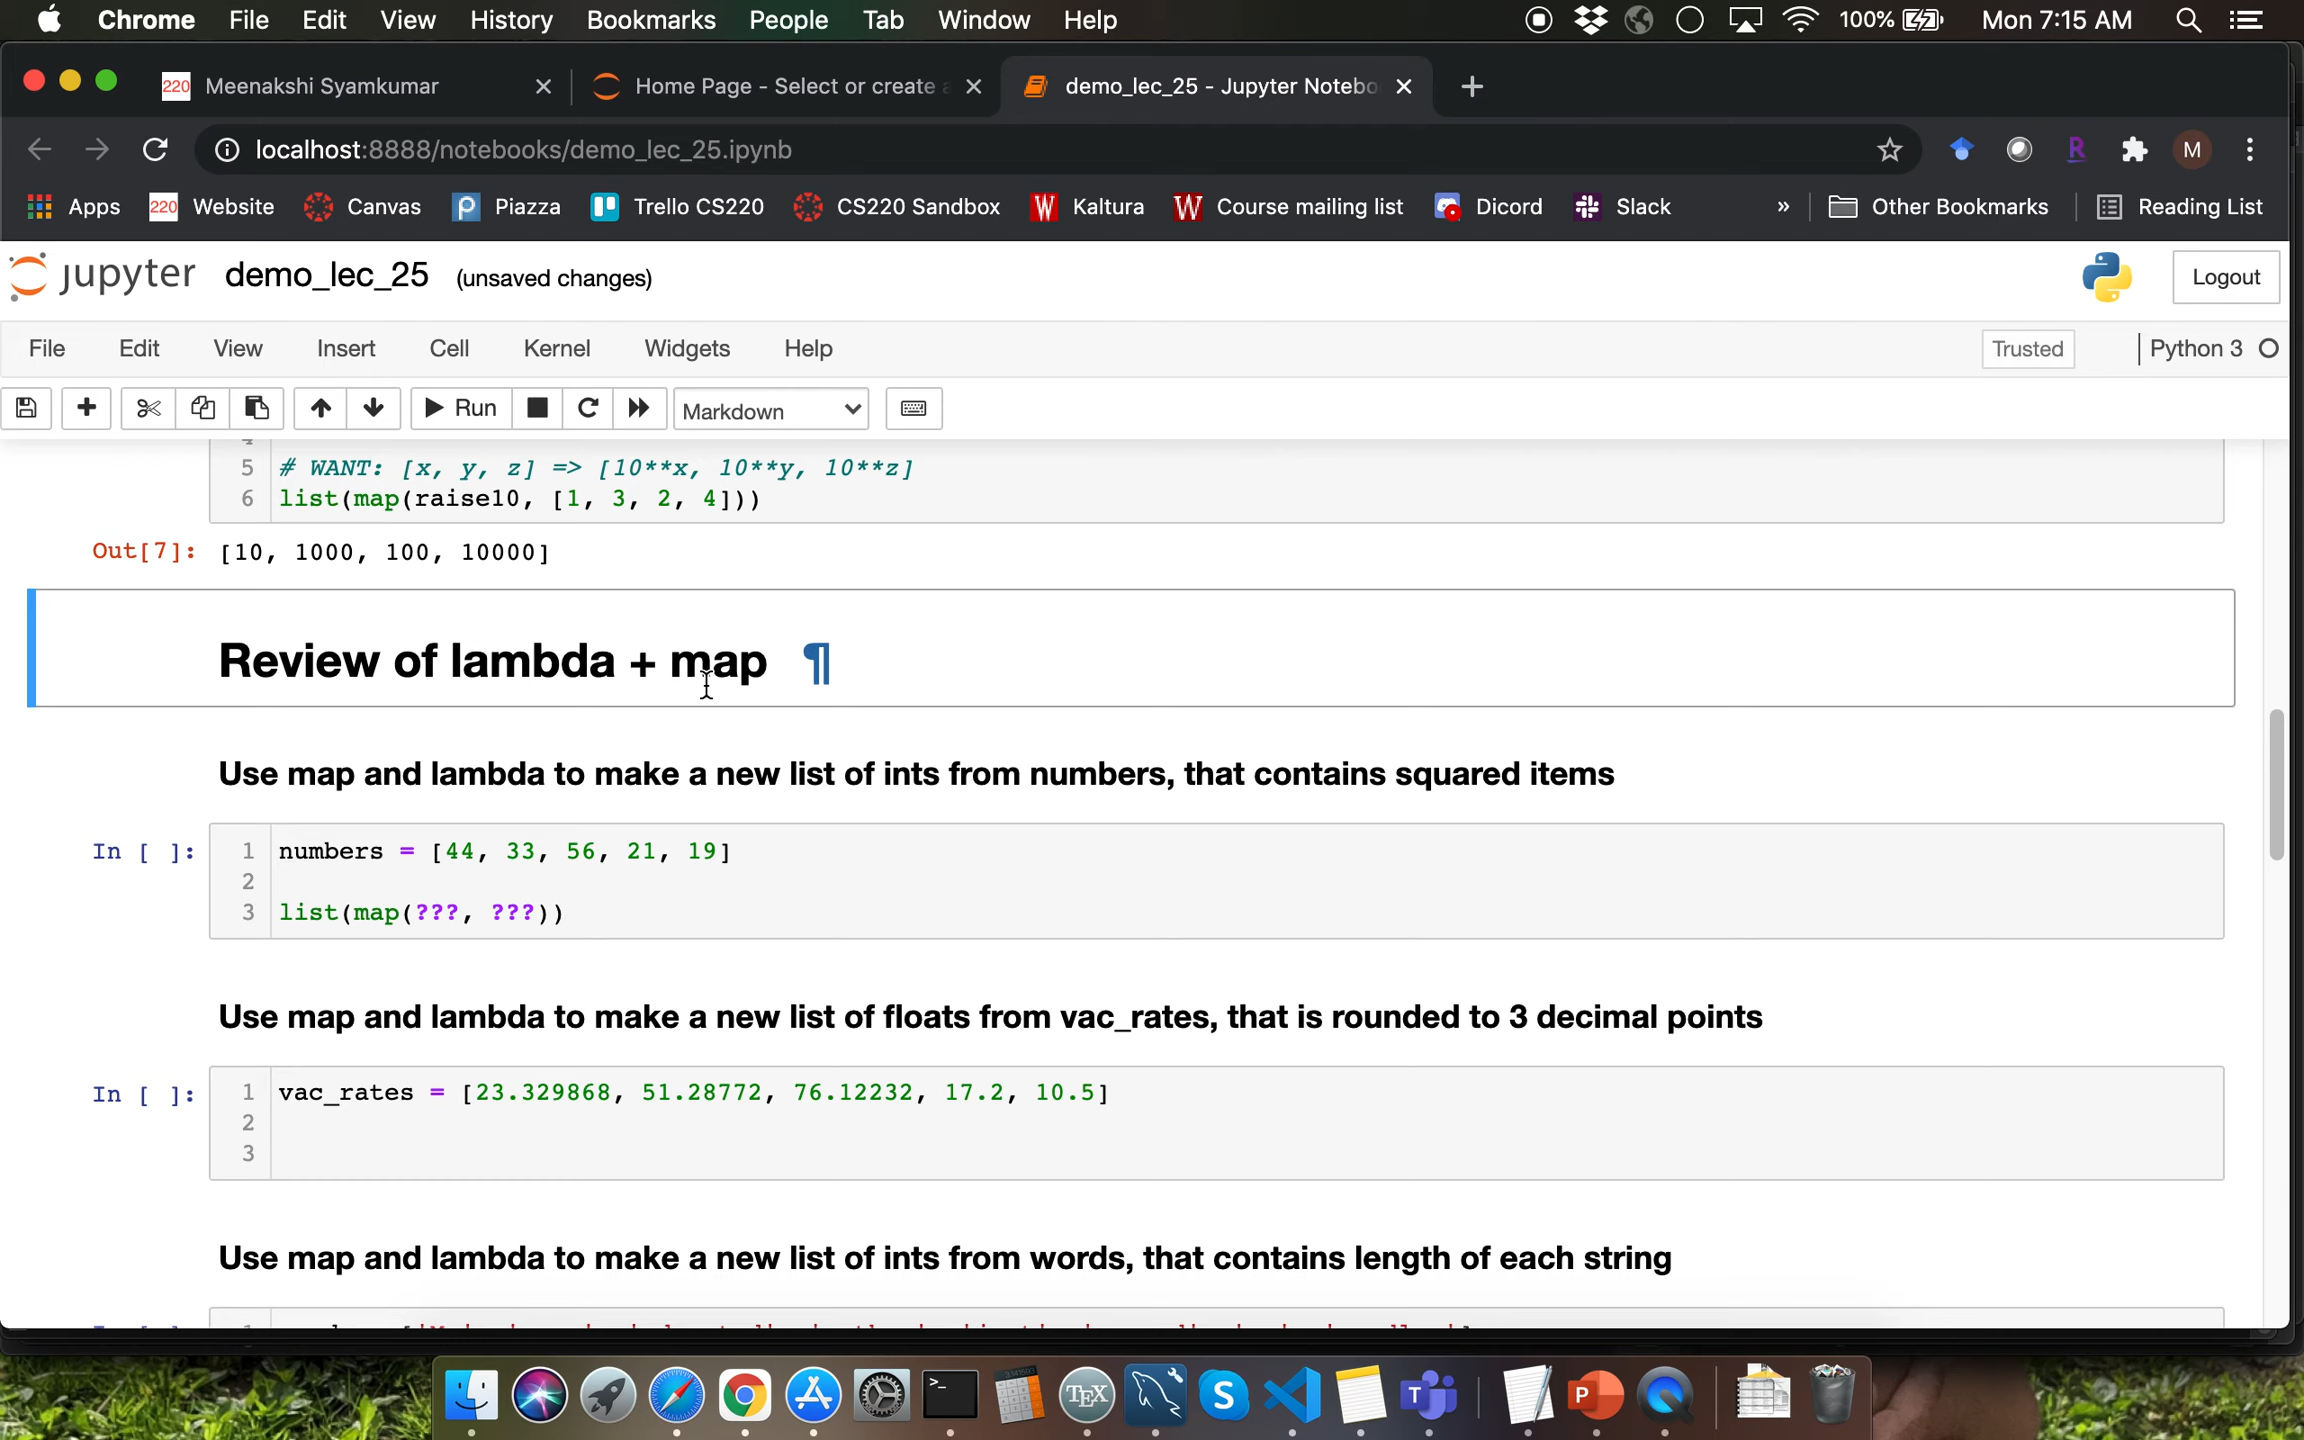 Chrome File Edit View History Bookmarks People Tab Window Help 100% Mon 7:15 AM
220 Meenakshi Syamkumar Home Page - Select or create a demo_lec_25 - Jupyter Notebo
localhost:8888/notebooks/demo_lec_25.ipynb R M
Apps 220 Website Canvas Piazza Trello CS220 CS220 Sandbox Kaltura Course mailing list Dicord Slack » Other Bookmarks Reading List
jupyter demo_lec_25 (unsaved changes) Logout
File Edit View Insert Cell Kernel Widgets Help Trusted Python 3
Run Markdown
4
5 # WANT: [x, y, z] => [10**x, 10**y, 10**z]
6 list(map(raise10, [1, 3, 2, 4]))
Out[7]: [10, 1000, 100, 10000]
Review of lambda + map ¶
Use map and lambda to make a new list of ints from numbers, that contains squared items
In [ ]: 1 numbers = [44, 33, 56, 21, 19]
2
3 list(map(???, ???))
Use map and lambda to make a new list of floats from vac_rates, that is rounded to 3 decimal points
In [ ]: 1 vac_rates = [23.329868, 51.28772, 76.12232, 17.2, 10.5]
2
3
Use map and lambda to make a new list of ints from words, that contains length of each string